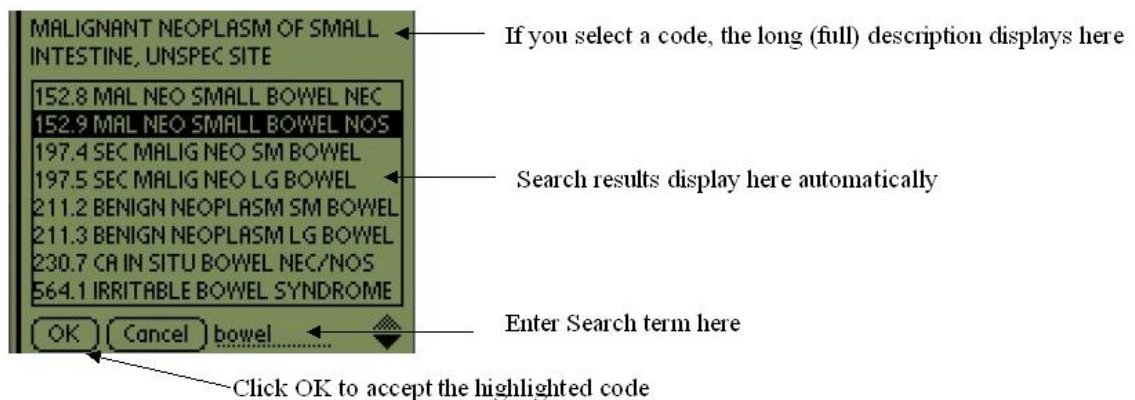 MALIGNANT NEOPLASM OF SMALL
INTESTINE, UNSPEC SITE
If you select a code, the long (full) description displays here
152.8 MAL NEO SMALL BOWEL NEC
152.9 MAL NEO SMALL BOWEL NOS
197.4 SEC MALIG NEO SM BOWEL
197.5 SEC MALIG NEO LG BOWEL
Search results display here automatically
211.2 BENIGN NEOPLASM SM BOWEL
211.3 BENIGN NEOPLASM LG BOWEL
230.7 CA IN SITU BOWEL NEC/NOS
564.1 IRRITABLE BOWEL SYNDROME
OK Cancel bowel
Enter Search term here
Click OK to accept the highlighted code